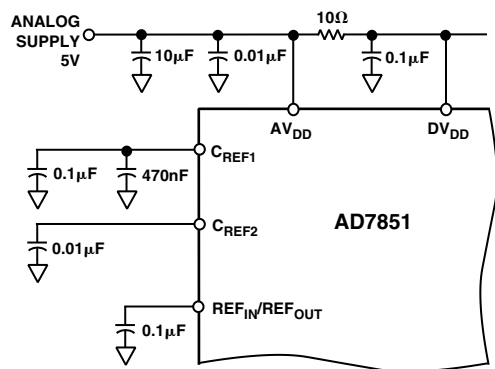 ANALOG
SUPPLY
5V
10Ω
10µF
0.01µF
0.1µF
AVDD
DVDD
CREF1
0.1µF
470nF
CREF2
AD7851
0.01µF
REFIN/REFOUT
0.1µF